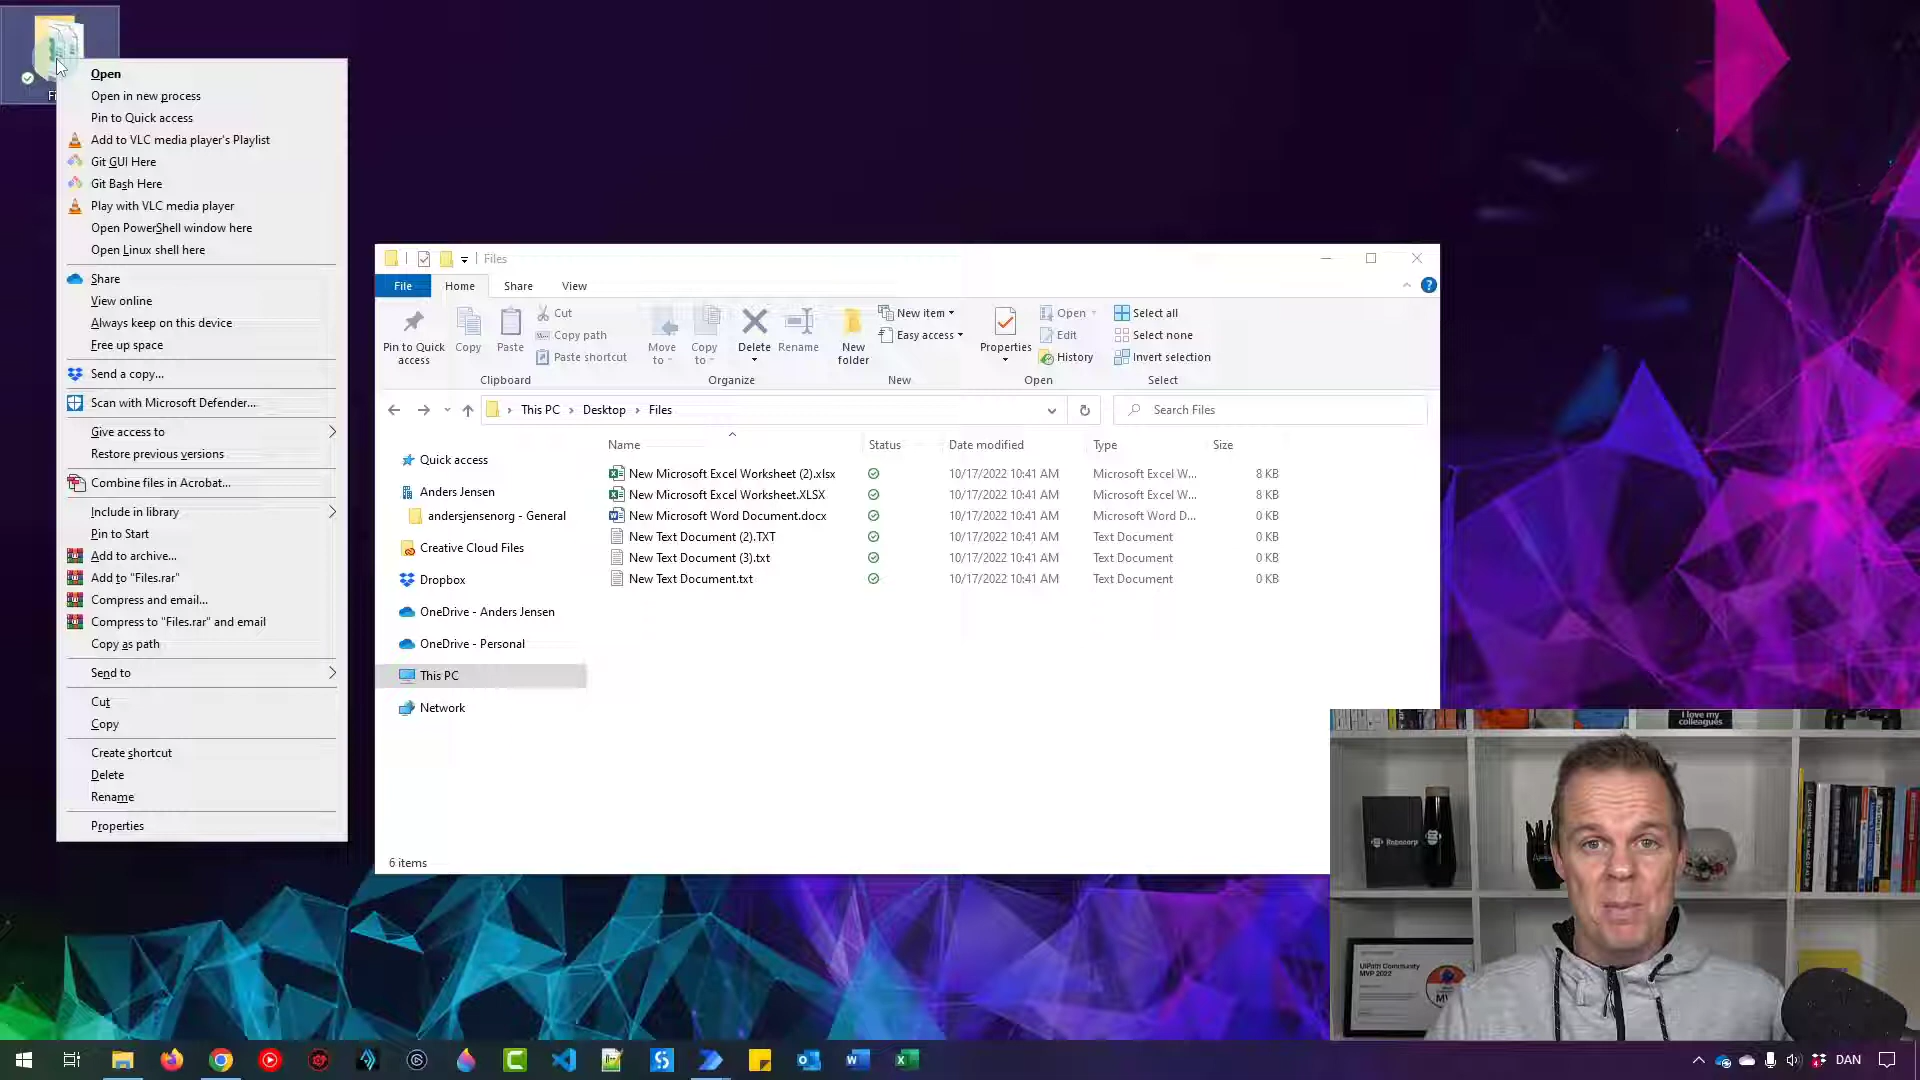 Fi
Open
Open in new process
Pin to Quick access
Add to VLC media player's Playlist
Git GUI Here
Git Bash Here
Play with VLC media player
Open PowerShell window here
Open Linux shell here
Share
View online
Always keep on this device
Free up space
Send a copy...
Scan with Microsoft Defender...
Give access to
Restore previous versions
Combine files in Acrobat...
Include in library
Pin to Start
Add to archive...
Add to "Files.rar"
Compress and email...
Compress to "Files.rar" and email
Copy as path
Send to
Cut
Copy
Create shortcut
Delete
Rename
Properties
Files
File Home Share View
Pin to Quick access
Copy
Paste
Cut
Copy path
Paste shortcut
Clipboard
Move to
Copy to
Delete
Rename
Organize
New folder
New item
Easy access
New
Properties
Open
Edit
History
Open
Select all
Select none
Invert selection
Select
This PC Desktop Files
Search Files
Name Status Date modified Type Size
New Microsoft Excel Worksheet (2).xlsx 10/17/2022 10:41 AM Microsoft Excel W... 8 KB
New Microsoft Excel Worksheet.XLSX 10/17/2022 10:41 AM Microsoft Excel W... 8 KB
New Microsoft Word Document.docx 10/17/2022 10:41 AM Microsoft Word D... 0 KB
New Text Document (2).TXT 10/17/2022 10:41 AM Text Document 0 KB
New Text Document (3).txt 10/17/2022 10:41 AM Text Document 0 KB
New Text Document.txt 10/17/2022 10:41 AM Text Document 0 KB
Quick access
Anders Jensen
andersjensenorg - General
Creative Cloud Files
Dropbox
OneDrive - Anders Jensen
OneDrive - Personal
This PC
Network
6 items
I love my
colleagues
UiPath Community
MVP 2022
DAN